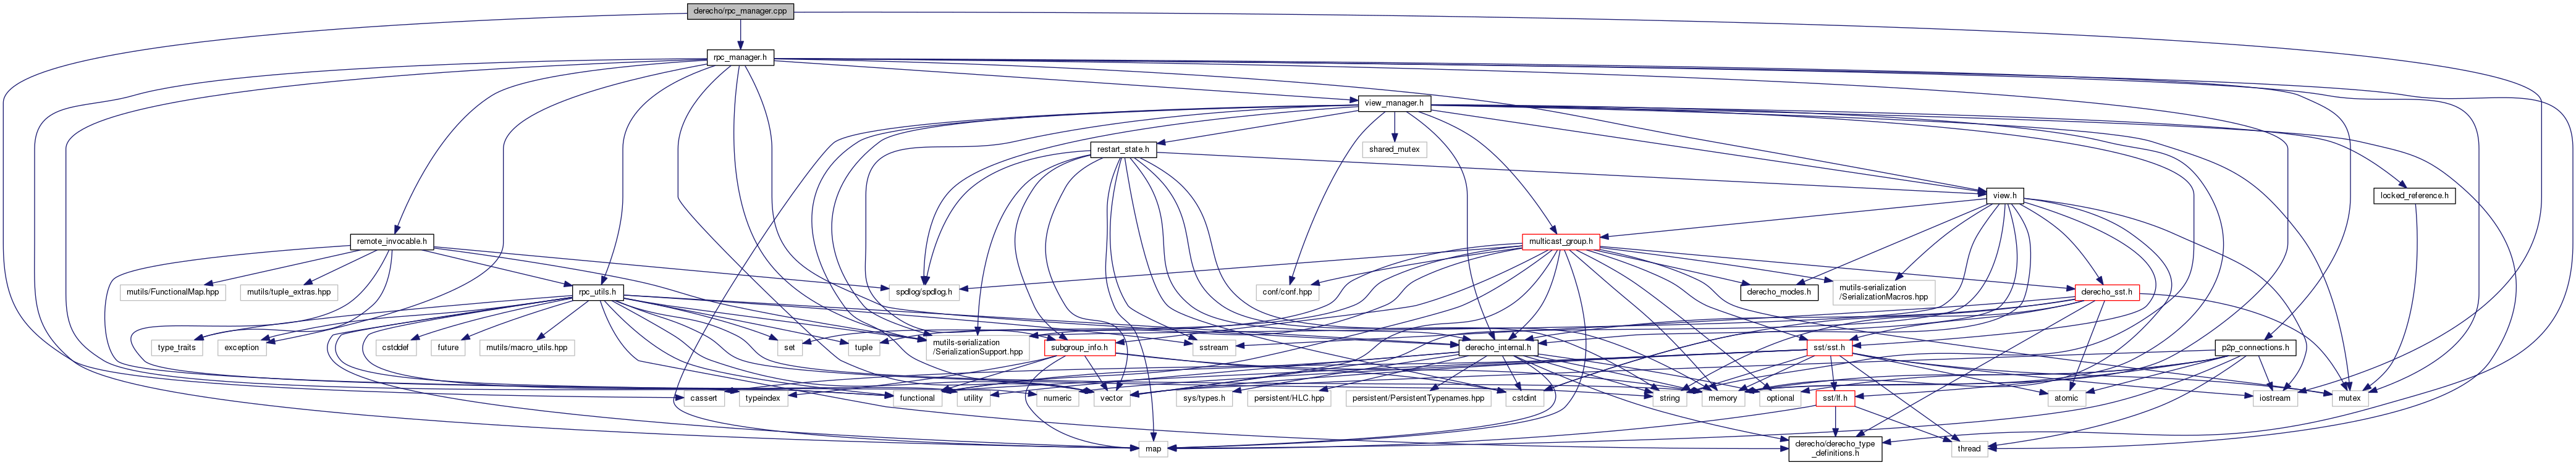 derecho/rpc_manager.cpp
rpc_manager.h
view_manager.h
restart_state.h
shared_mutex
view.h
locked_reference.h
remote_invocable.h
multicast_group.h
mutils/FunctionalMap.hpp
mutils/tuple_extras.hpp
rpc_utils.h
spdlog/spdlog.h
conf/conf.hpp
derecho_modes.h
mutils-serialization
/SerializationMacros.hpp
derecho_sst.h
type_traits
exception
cstddef
future
mutils/macro_utils.hpp
set
tuple
mutils-serialization
/SerializationSupport.hpp
subgroup_info.h
sstream
derecho_internal.h
sst/sst.h
p2p_connections.h
cassert
typeindex
functional
utility
numeric
vector
sys/types.h
persistent/HLC.hpp
persistent/PersistentTypenames.hpp
cstdint
string
memory
optional
sst/lf.h
atomic
iostream
mutex
map
derecho/derecho_type
_definitions.h
thread